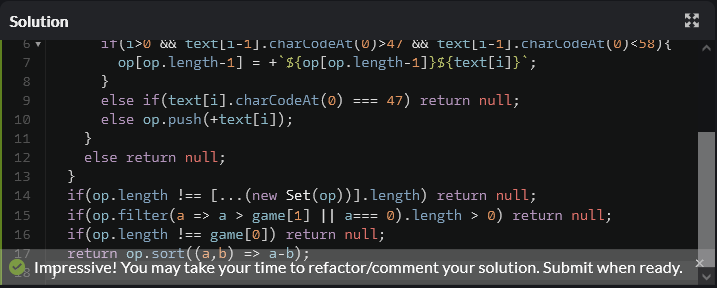 Solution
6 if(i>0 && text[i-1].charCodeAt(0)>47 && text[i-1].charCodeAt(0)<58){
7 op[op.length-1] = +`${op[op.length-1]}${text[i]}`;
8 }
9 else if(text[i].charCodeAt(0) === 47) return null;
10 else op.push(+text[i]);
11 }
12 else return null;
13 }
14 if(op.length !== [...(new Set(op))].length) return null;
15 if(op.filter(a => a > game[1] || a=== 0).length > 0) return null;
16 if(op.length !== game[0]) return null;
17 return op.sort((a,b) => a-b);
18
Impressive! You may take your time to refactor/comment your solution. Submit when ready.